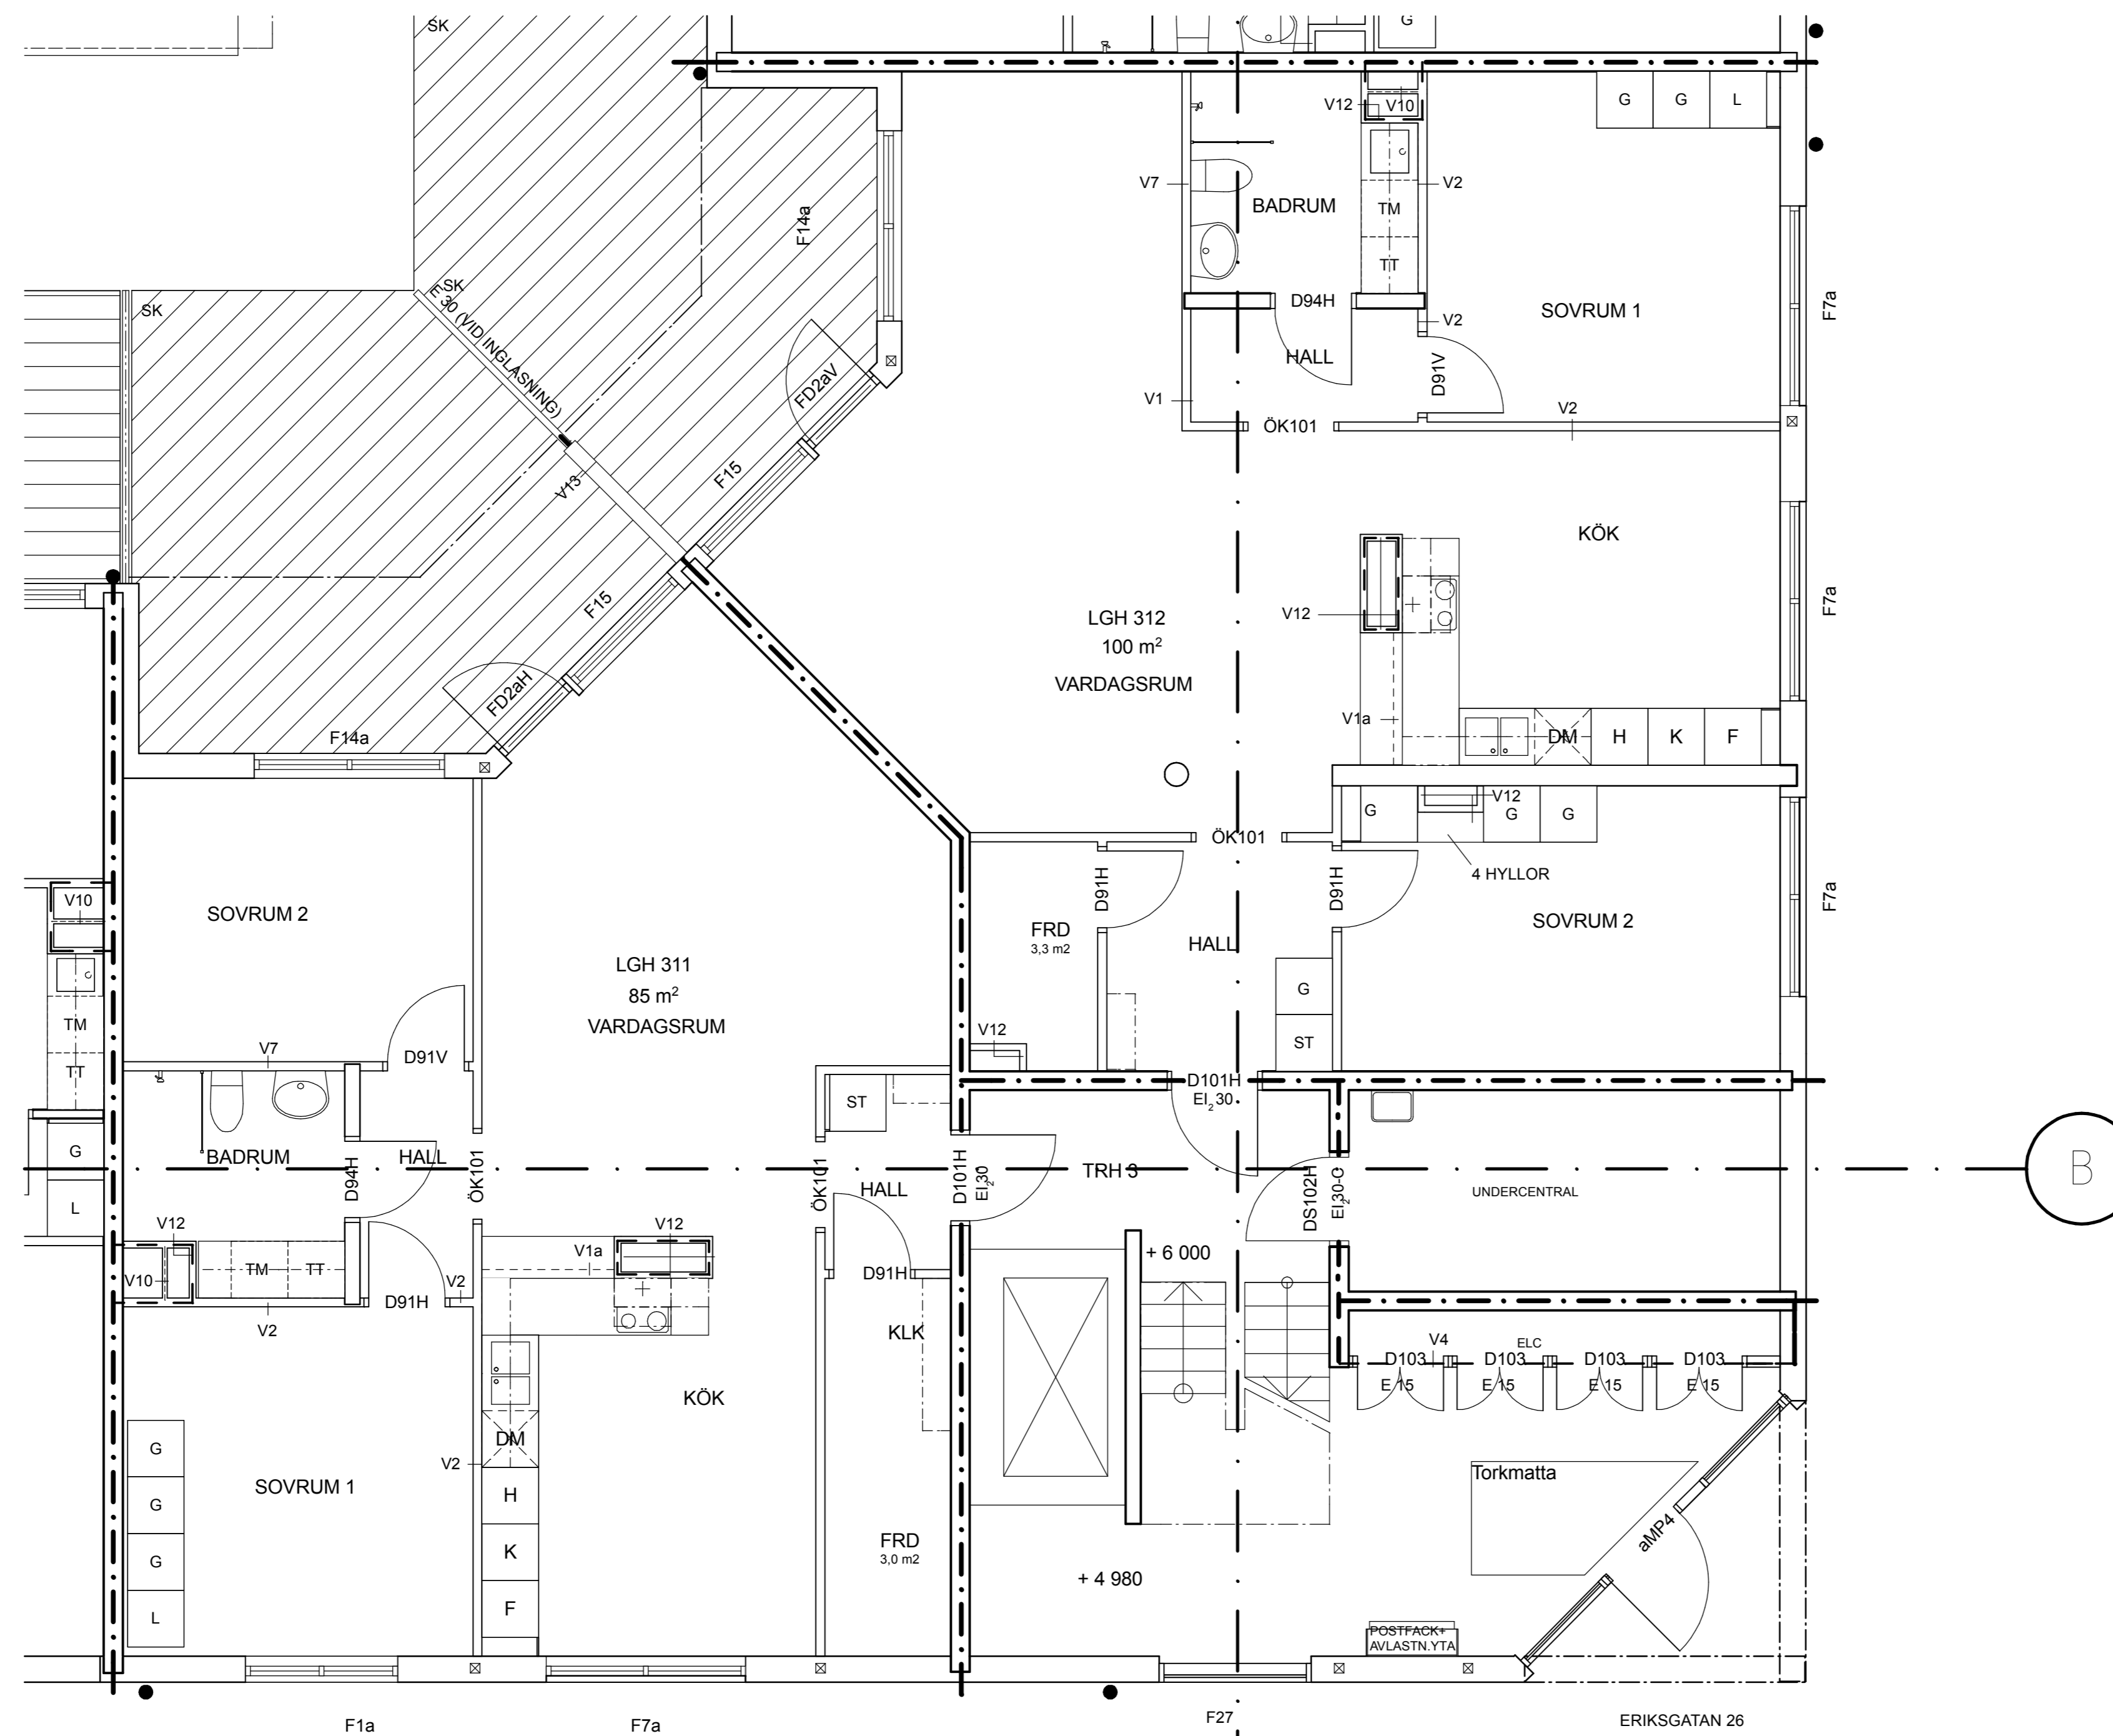 SK
G
V12
V10
G
G
L
V7
V2
TM
BADRUM
TT
F14a
SK
SK
E 30 (VID INGLASNING)
D94H
SOVRUM 1
F7a
V2
HALL
D91V
FD2aV
V1
V2
ÖK101
F15
V13
KÖK
F15
LGH 312
100 m²
VARDAGSRUM
V12
F7a
FD2aH
F14a
V1a
DM
H
K
F
V12
G
G
G
ÖK101
4 HYLLOR
D91H
D91H
F7a
V10
SOVRUM 2
FRD
3,3 m2
HALL
SOVRUM 2
LGH 311
85 m²
VARDAGSRUM
G
ST
V12
TM
TT
V7
D91V
D101H
EI₂30
ST
G
L
BADRUM
D94H
HALL
ÖK101
ÖK101
HALL
D101H
EI₂30
TRH 3
DS102H
EI₂30-C
UNDERCENTRAL
B
V12
V10
TM
TT
D91H
V2
V2
V1a
V12
D91H
+ 6 000
KLK
V4
ELC
D103
E 15
D103
E 15
D103
E 15
D103
E 15
KÖK
DM
V2
H
K
F
G
G
G
L
SOVRUM 1
Torkmatta
aMP4
FRD
3,0 m2
+ 4 980
POSTFACK+
AVLASTN.YTA
F1a
F7a
F27
ERIKSGATAN 26